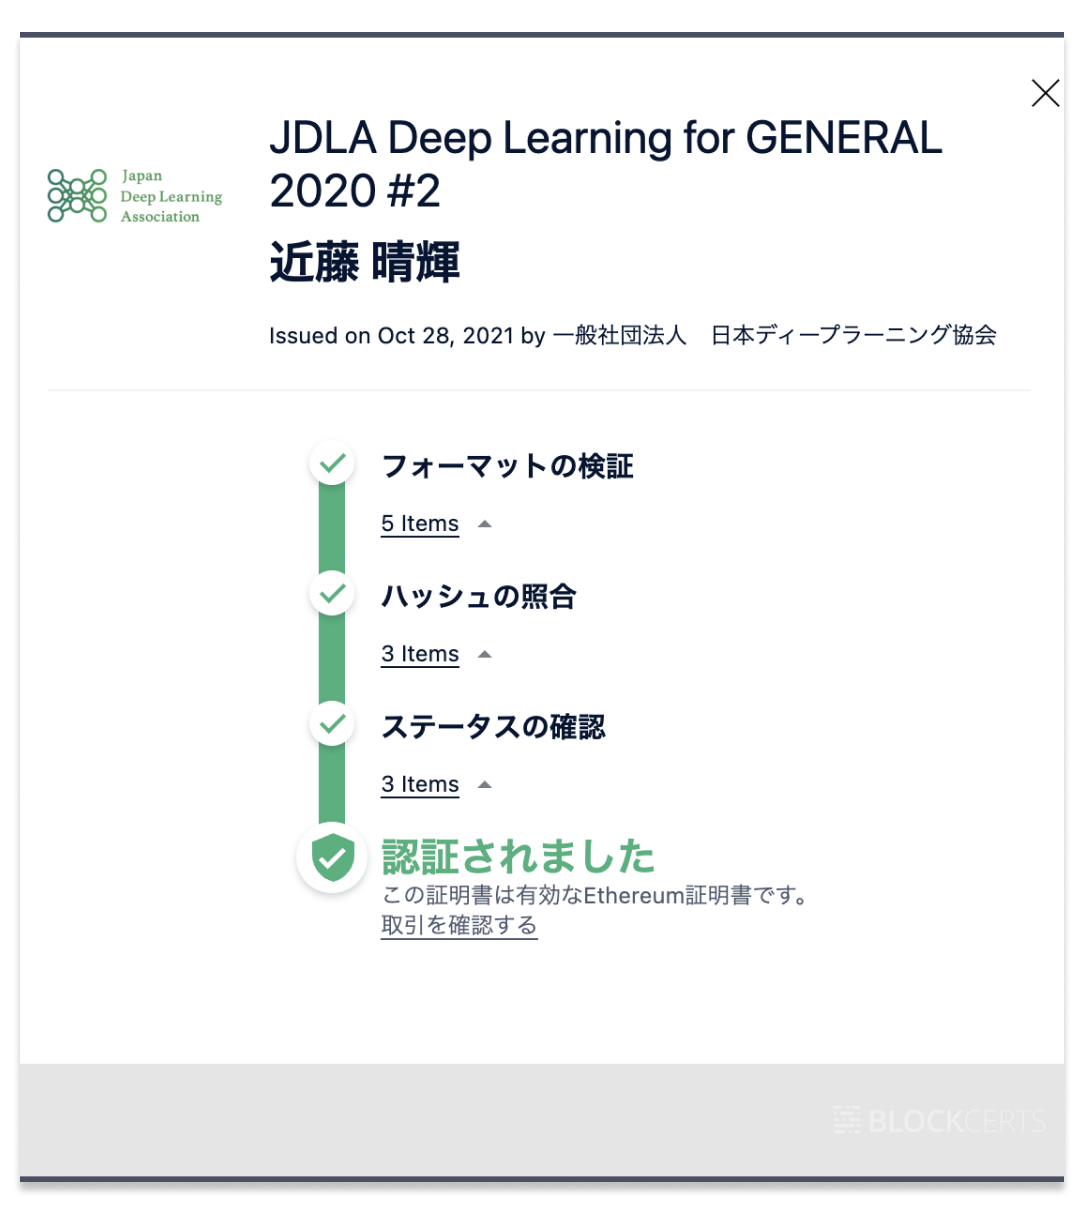 Japan
Deep Learning
Association
JDLA Deep Learning for GENERAL
2020 #2
近藤 晴輝
Issued on Oct 28, 2021 by 一般社団法人　日本ディープラーニング協会
フォーマットの検証
5 Items
ハッシュの照合
3 Items
ステータスの確認
3 Items
認証されました
この証明書は有効なEthereum証明書です。
取引を確認する
BLOCKCERTS